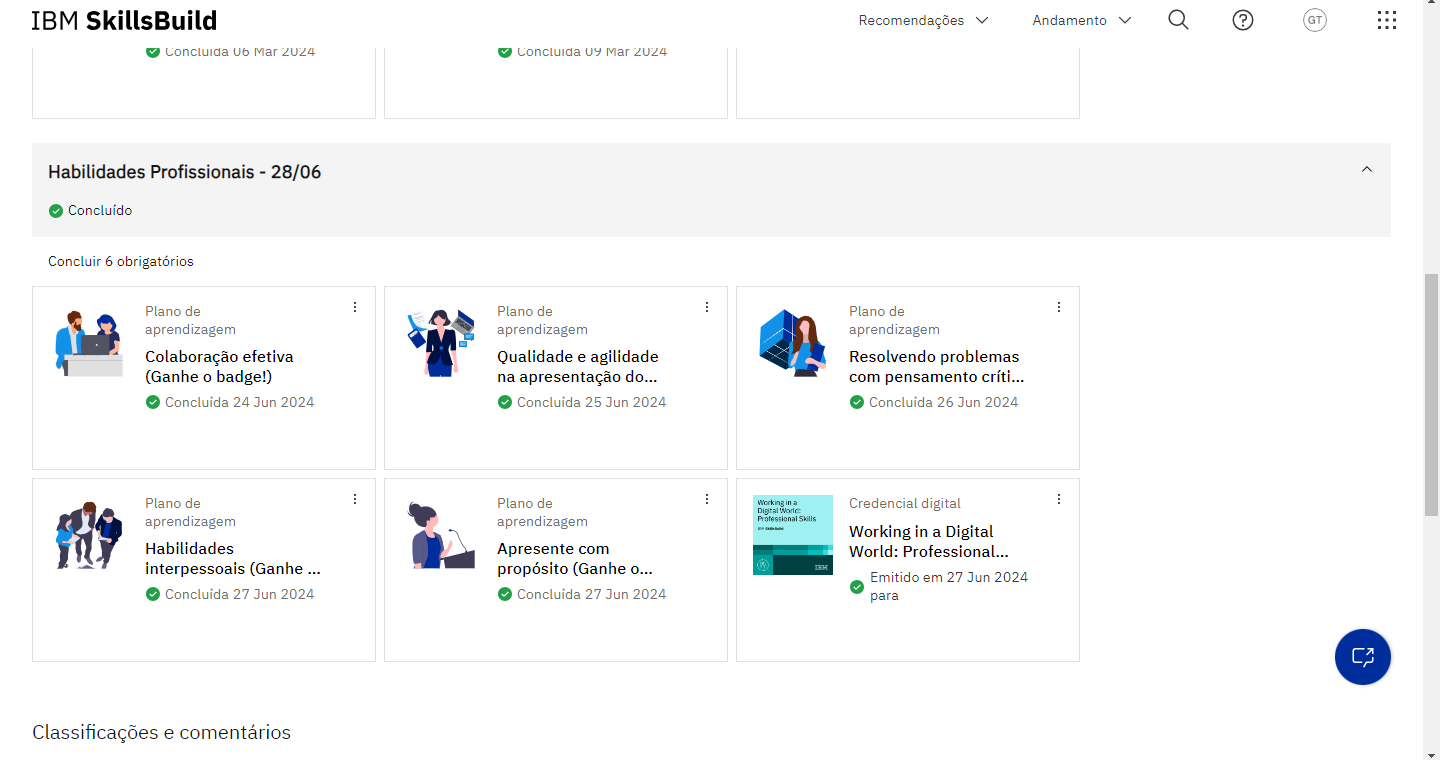 IBM SkillsBuild
Recomendações
Andamento
GT
Concluída 06 Mar 2024
Concluída 09 Mar 2024
Habilidades Profissionais - 28/06
Concluído
Concluir 6 obrigatórios
Plano de
aprendizagem
Colaboração efetiva
(Ganhe o badge!)
Concluída 24 Jun 2024
Plano de
aprendizagem
Qualidade e agilidade
na apresentação do...
Concluída 25 Jun 2024
Plano de
aprendizagem
Resolvendo problemas
com pensamento críti...
Concluída 26 Jun 2024
Plano de
aprendizagem
Habilidades
interpessoais (Ganhe ...
Concluída 27 Jun 2024
Plano de
aprendizagem
Apresente com
propósito (Ganhe o...
Concluída 27 Jun 2024
Working in a
Digital World:
Professional Skills
IBM SkillsBuild
IBM
Credencial digital
Working in a Digital
World: Professional...
Emitido em 27 Jun 2024
para
Classificações e comentários